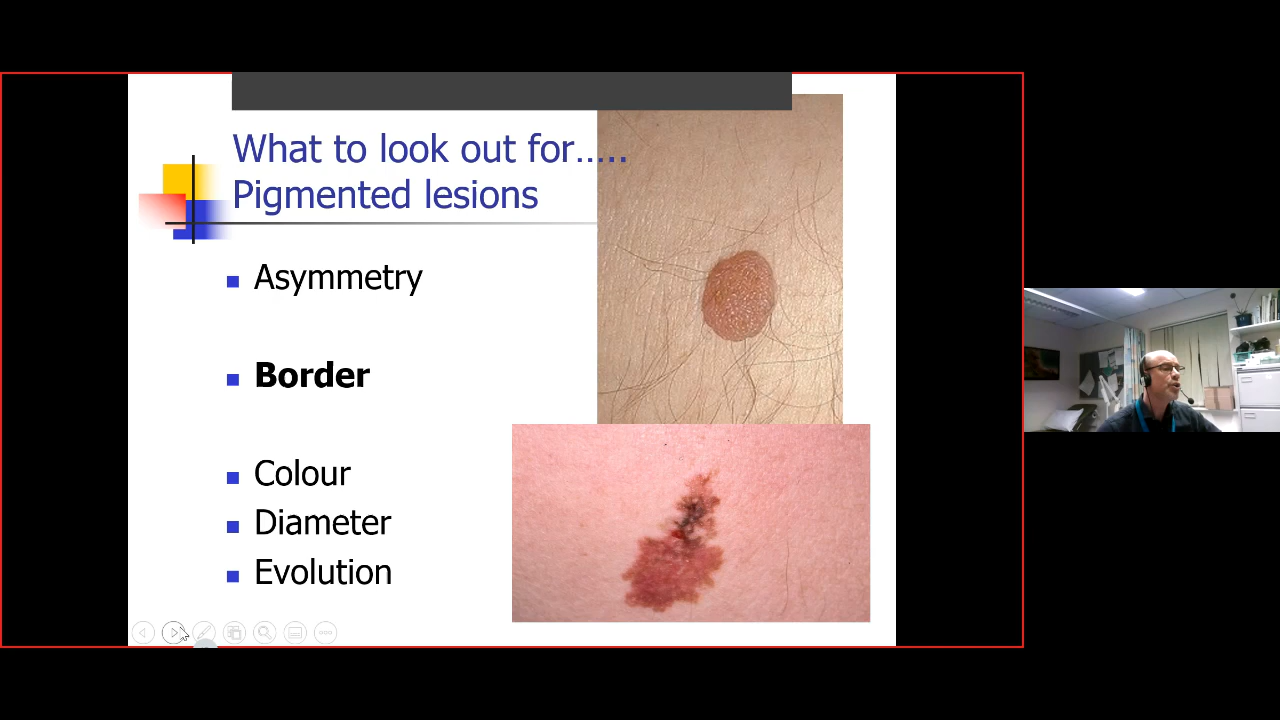 What to look out for.....
Pigmented lesions
Asymmetry
Border
Colour
Diameter
Evolution